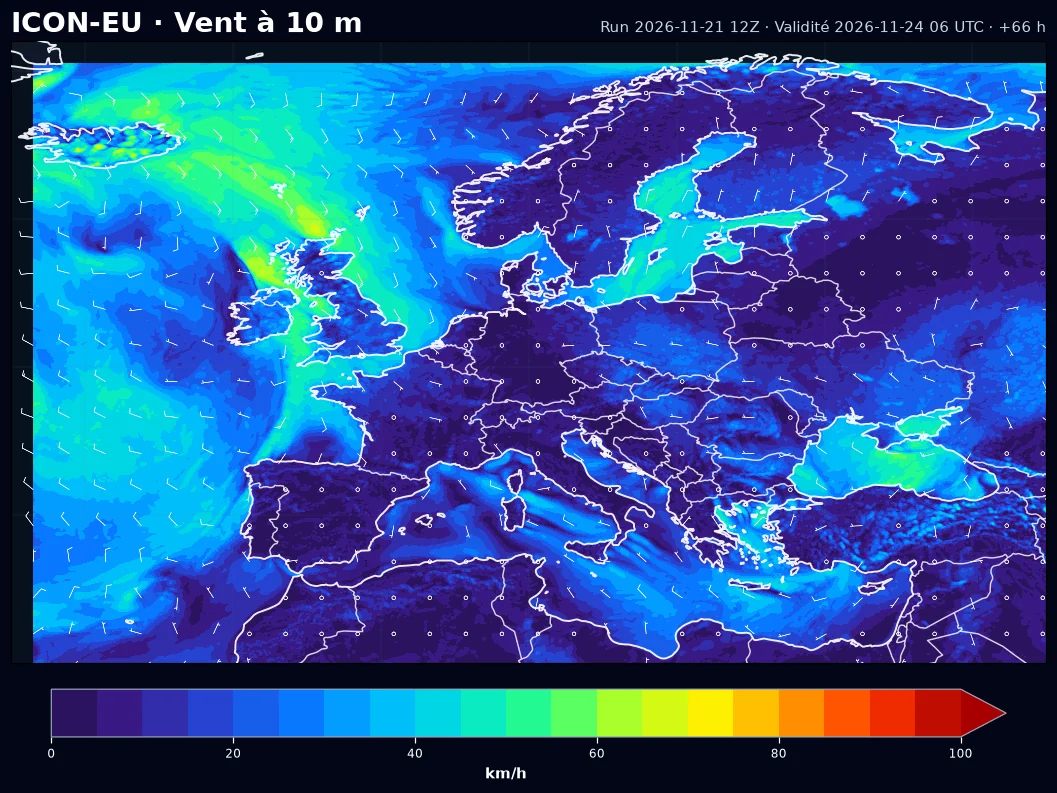 ICON-EU · Vent à 10 m
Run 2026-11-21 12Z · Validité 2026-11-24 06 UTC · +66 h
0 20 40 60 80 100
km/h